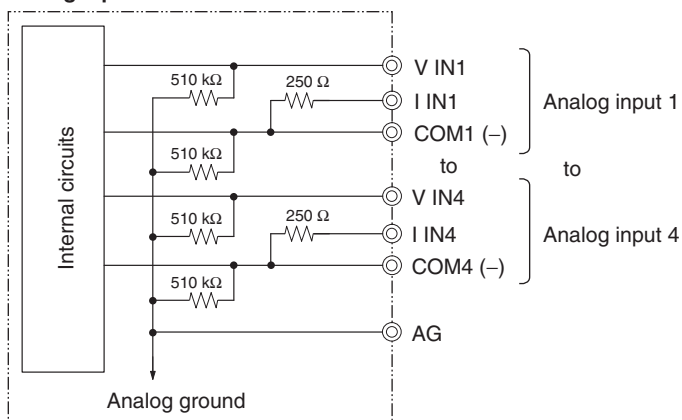 V IN1
510 kΩ
250 Ω
I IN1
Analog input 1
COM1 (–)
510 kΩ
to
to
V IN4
510 kΩ
250 Ω
I IN4
Analog input 4
COM4 (–)
510 kΩ
AG
Internal circuits
Analog ground